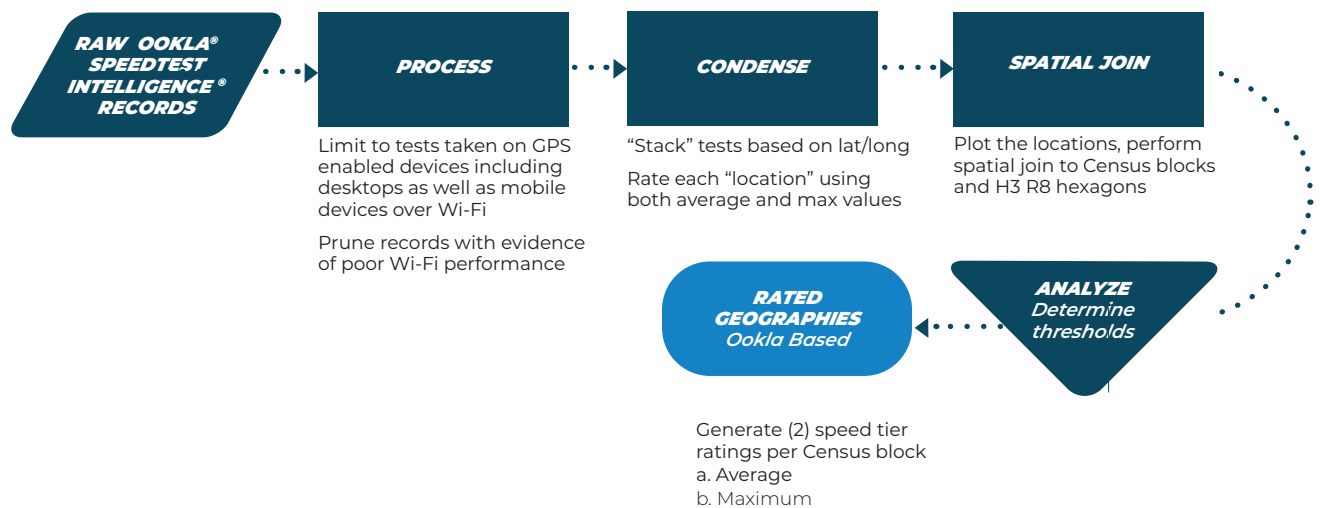 RAW OOKLA®
SPEEDTEST
INTELLIGENCE ®
RECORDS
PROCESS
Limit to tests taken on GPS
enabled devices including
desktops as well as mobile
devices over Wi-Fi
Prune records with evidence
of poor Wi-Fi performance
CONDENSE
“Stack” tests based on lat/long
Rate each “location” using
both average and max values
SPATIAL JOIN
Plot the locations, perform
spatial join to Census blocks
and H3 R8 hexagons
ANALYZE
Determine
thresholds
RATED
GEOGRAPHIES
Ookla Based
Generate (2) speed tier
ratings per Census block
a. Average
b. Maximum